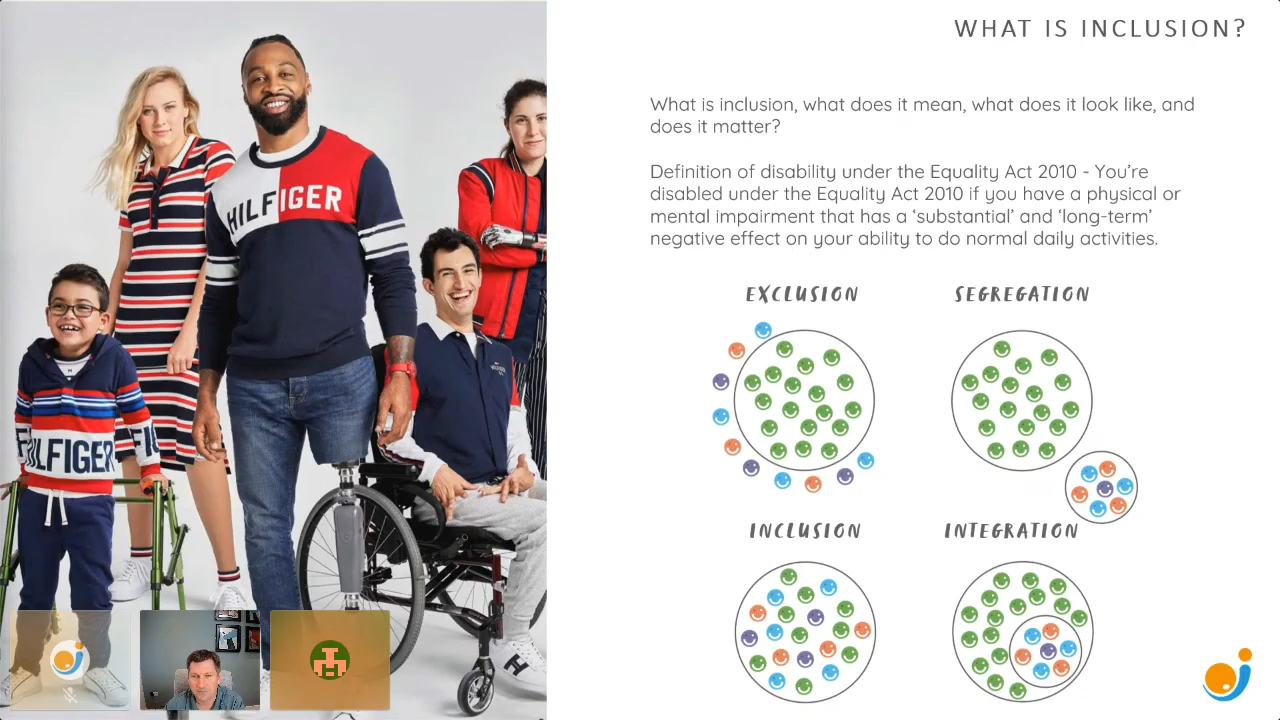 WHAT IS INCLUSION?
What is inclusion, what does it mean, what does it look like, and
does it matter?
Definition of disability under the Equality Act 2010 - You’re
disabled under the Equality Act 2010 if you have a physical or
mental impairment that has a ‘substantial’ and ‘long-term’
negative effect on your ability to do normal daily activities.
EXCLUSION
SEGREGATION
INCLUSION
INTEGRATION
HILFIGER
HILFIGER
H